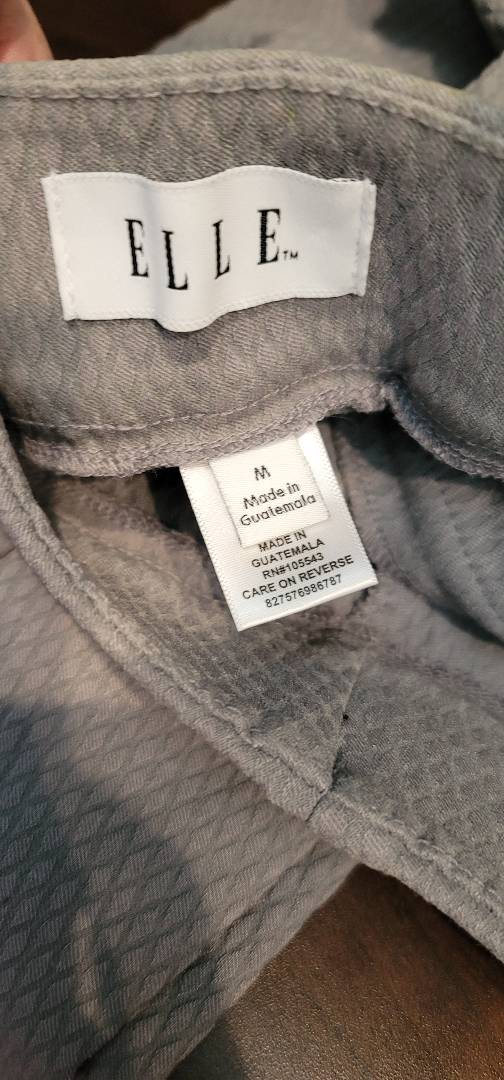 ELLE™
M
Made in
Guatemala
MADE IN
GUATEMALA
RN#105543
CARE ON REVERSE
827576986787